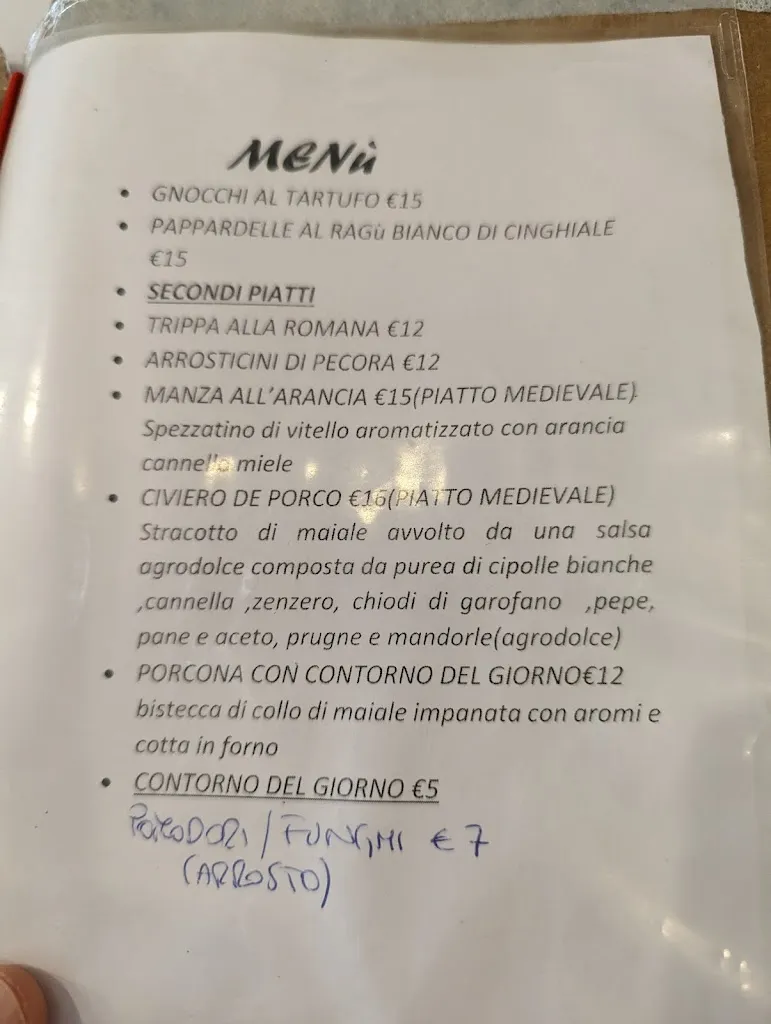 MENù
• GNOCCHI AL TARTUFO €15
• PAPPARDELLE AL RAGù BIANCO DI CINGHIALE
€15
• SECONDI PIATTI
• TRIPPA ALLA ROMANA €12
• ARROSTICINI DI PECORA €12
• MANZA ALL'ARANCIA €15(PIATTO MEDIEVALE)
Spezzatino di vitello aromatizzato con arancia
cannella miele
• CIVIERO DE PORCO €16(PIATTO MEDIEVALE)
Stracotto di maiale avvolto da una salsa
agrodolce composta da purea di cipolle bianche
,cannella ,zenzero, chiodi di garofano ,pepe,
pane e aceto, prugne e mandorle(agrodolce)
• PORCONA CON CONTORNO DEL GIORNO€12
bistecca di collo di maiale impanata con aromi e
cotta in forno
• CONTORNO DEL GIORNO €5
POMODORI / FUNGHI € 7
(ARROSTO)